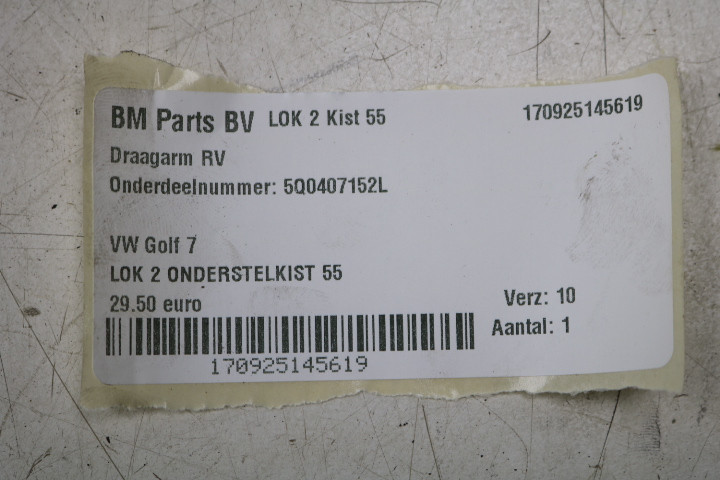 BM Parts BV LOK 2 Kist 55 170925145619
Draagarm RV
Onderdeelnummer: 5Q0407152L
VW Golf 7
LOK 2 ONDERSTELKIST 55
29.50 euro Verz: 10
Aantal: 1
170925145619